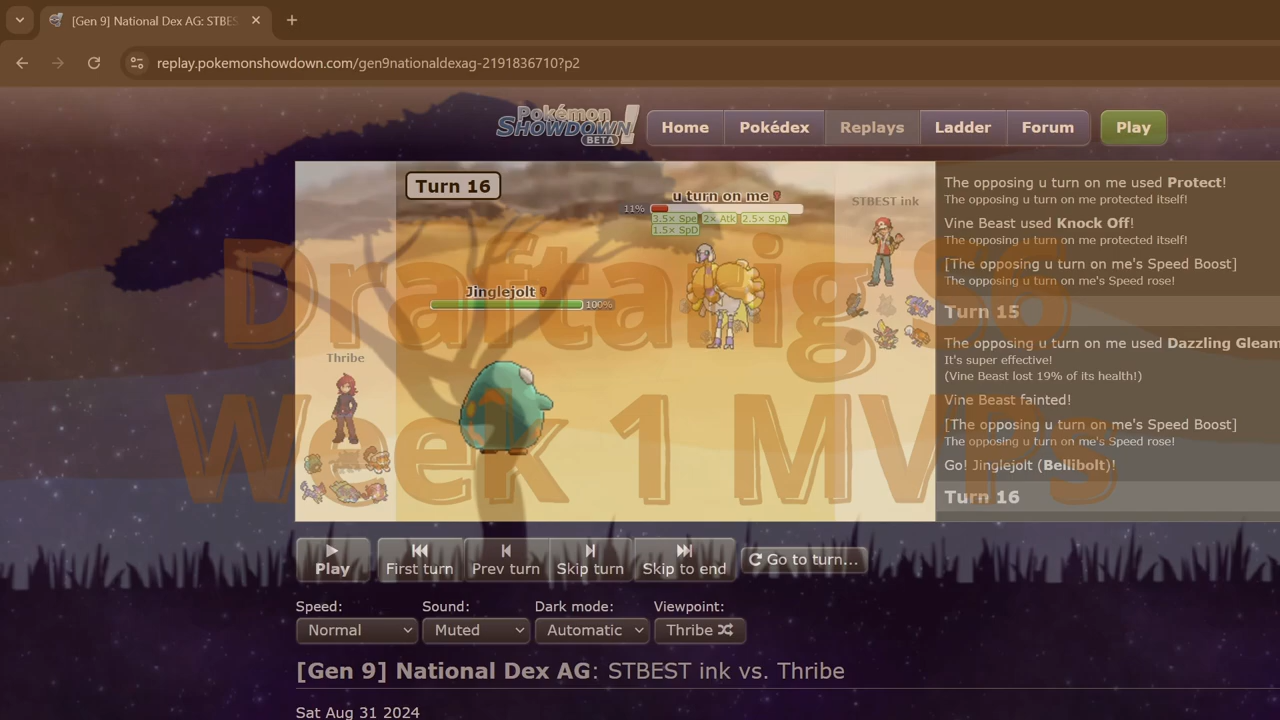 [Gen 9] National Dex AG: STBES
replay.pokemonshowdown.com/gen9nationaldexag-2191836710?p2
Pokémon
SHOWDOWN!
BETA
Home
Pokédex
Replays
Ladder
Forum
Play
Turn 16
u turn on me
11%
3.5× Spe 2× Atk 2.5× SpA
1.5× SpD
STBEST ink
Jinglejolt
100%
Thribe
Draftalig S8
Week 1 MVPs
The opposing u turn on me used Protect!
The opposing u turn on me protected itself!
Vine Beast used Knock Off!
The opposing u turn on me protected itself!
[The opposing u turn on me's Speed Boost]
The opposing u turn on me's Speed rose!
Turn 15
The opposing u turn on me used Dazzling Gleam
It's super effective!
(Vine Beast lost 19% of its health!)
Vine Beast fainted!
[The opposing u turn on me's Speed Boost]
The opposing u turn on me's Speed rose!
Go! Jinglejolt (Bellibolt)!
Turn 16
Play
First turn
Prev turn
Skip turn
Skip to end
Go to turn...
Speed:
Sound:
Dark mode:
Viewpoint:
Normal
Muted
Automatic
Thribe
[Gen 9] National Dex AG: STBEST ink vs. Thribe
Sat Aug 31 2024